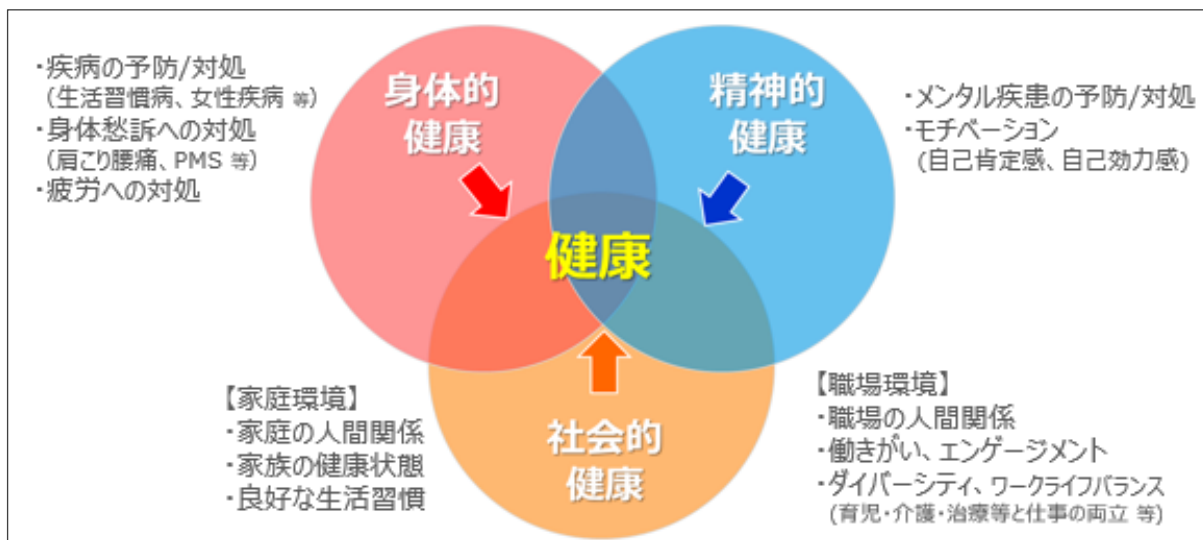 ・疾病の予防/対処
(生活習慣病、女性疾病 等)
・身体愁訴への対処
(肩こり腰痛、PMS 等)
・疲労への対処
身体的
健康
精神的
健康
・メンタル疾患の予防/対処
・モチベーション
(自己肯定感、自己効力感)
健康
【家庭環境】
・家庭の人間関係
・家族の健康状態
・良好な生活習慣
社会的
健康
【職場環境】
・職場の人間関係
・働きがい、エンゲージメント
・ダイバーシティ、ワークライフバランス
(育児・介護・治療等と仕事の両立 等)